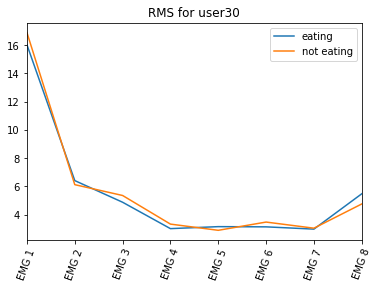 RMS for user30
eating
not eating
16
14
12
10
8
6
4
EMG 1
EMG 2
EMG 3
EMG 4
EMG 5
EMG 6
EMG 7
EMG 8